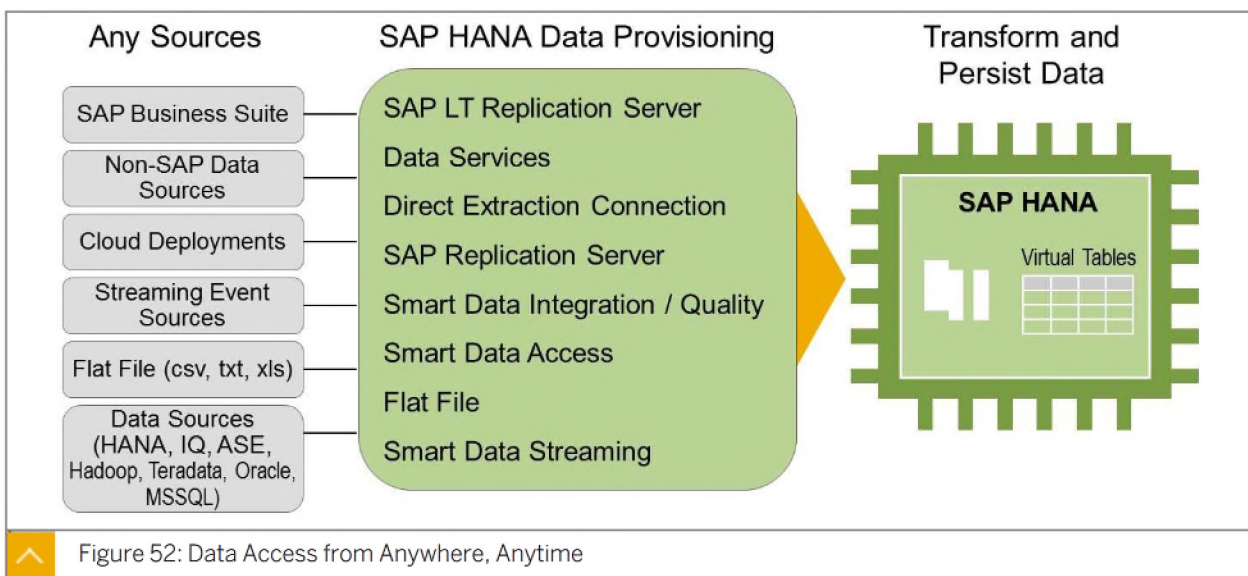 Any Sources
SAP Business Suite
Non-SAP Data
Sources
Cloud Deployments
Streaming Event
Sources
Flat File (csv, txt, xls)
Data Sources
(HANA, IQ, ASE,
Hadoop, Teradata, Oracle,
MSSQL)
SAP HANA Data Provisioning
SAP LT Replication Server
Data Services
Direct Extraction Connection
SAP Replication Server
Smart Data Integration / Quality
Smart Data Access
Flat File
Smart Data Streaming
Transform and
Persist Data
SAP HANA
Virtual Tables
Figure 52: Data Access from Anywhere, Anytime